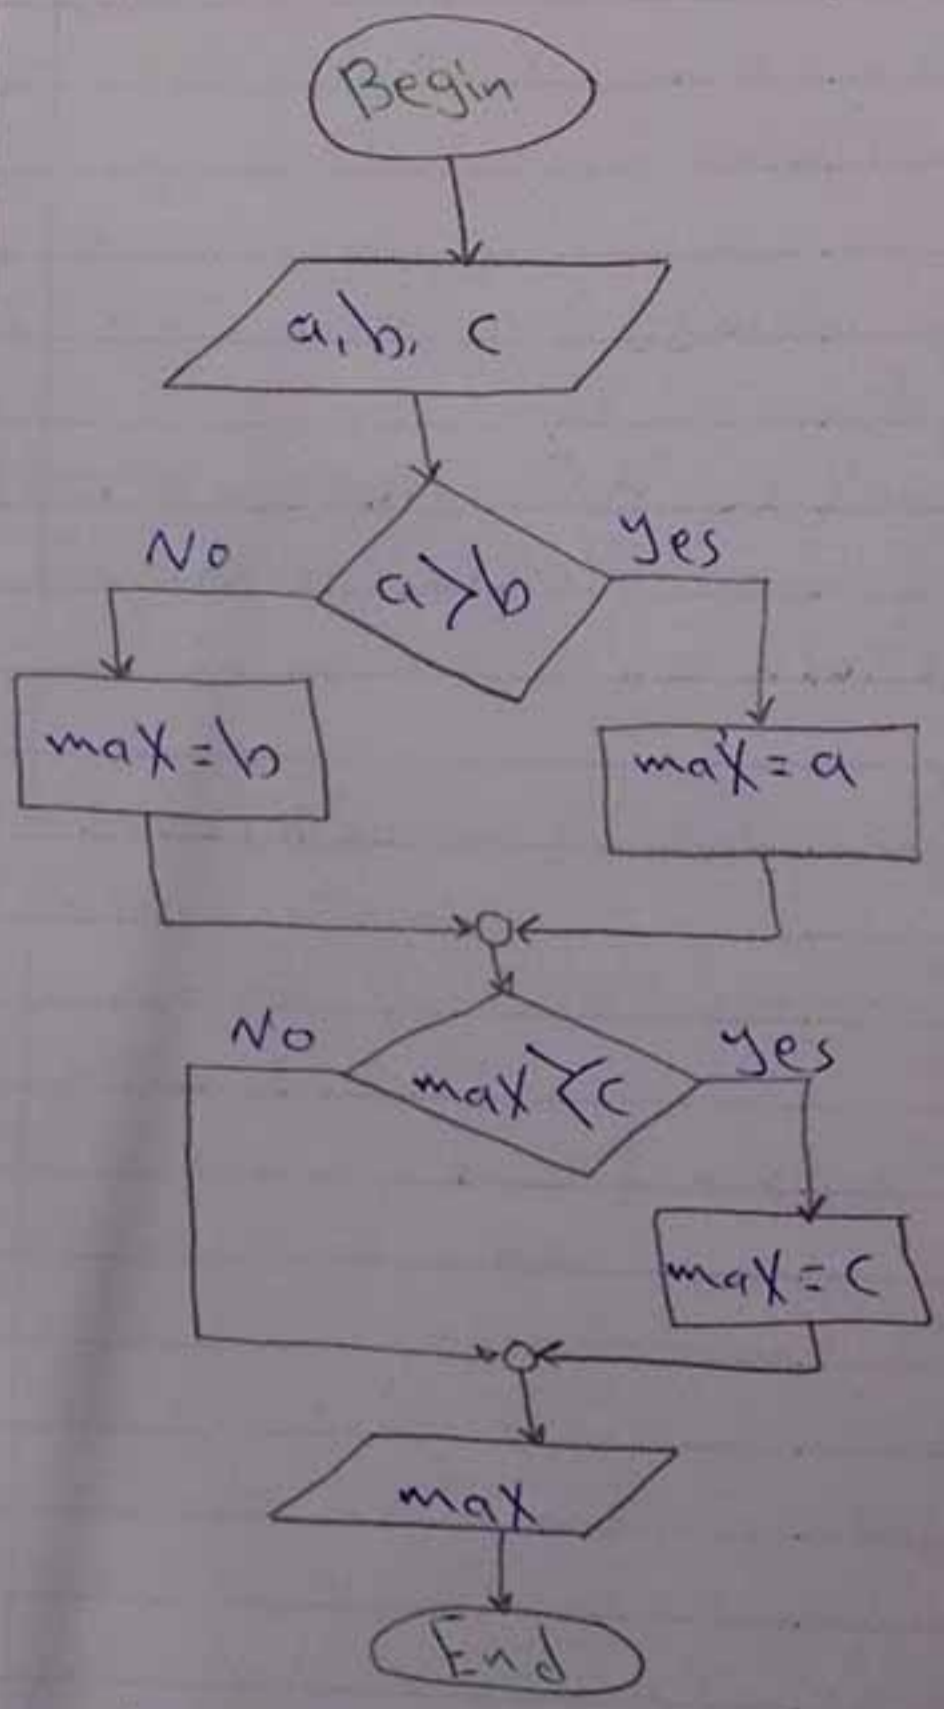 Begin
a, b, c
No
Yes
a>b
max = b
max = a
No
Yes
max c
max = c
max
End